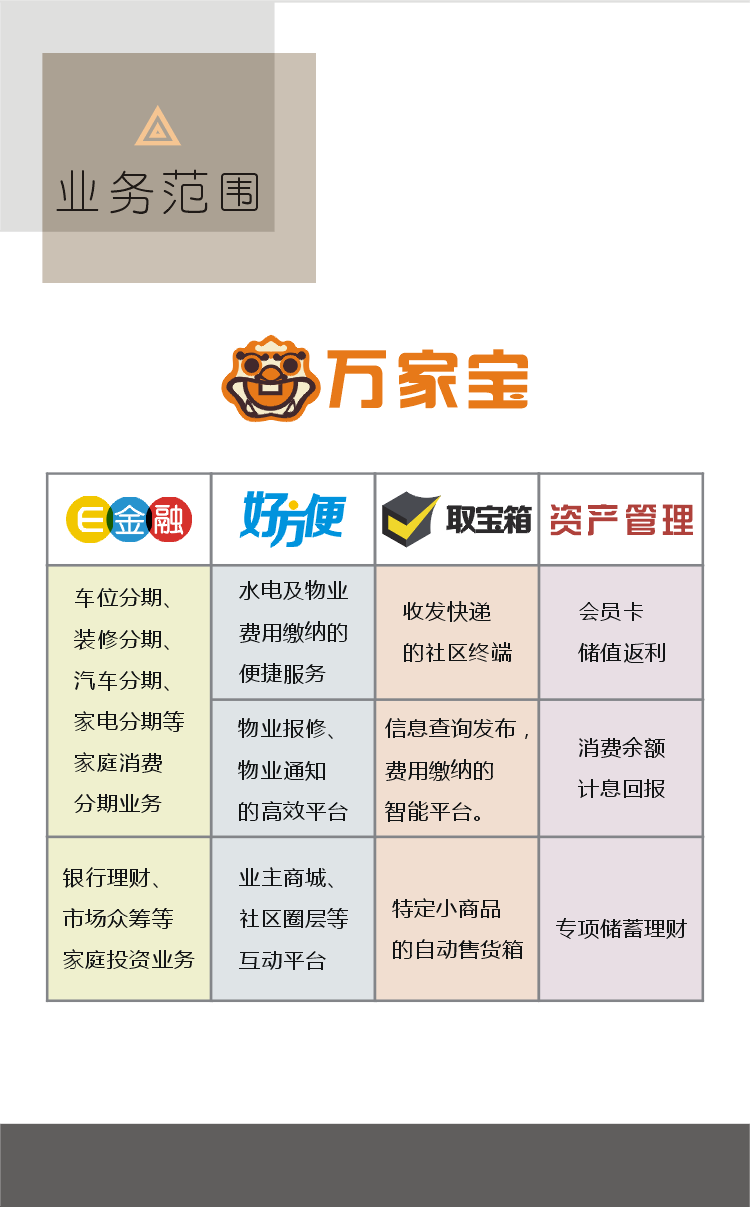 业务范围
万家宝
E金融
好方便
取宝箱
资产管理
车位分期、
装修分期、
汽车分期、
家电分期等
家庭消费
分期业务
水电及物业
费用缴纳的
便捷服务
收发快递
的社区终端
会员卡
储值返利
物业报修、
物业通知
的高效平台
信息查询发布，
费用缴纳的
智能平台。
消费余额
计息回报
银行理财、
市场众筹等
家庭投资业务
业主商城、
社区圈层等
互动平台
特定小商品
的自动售货箱
专项储蓄理财